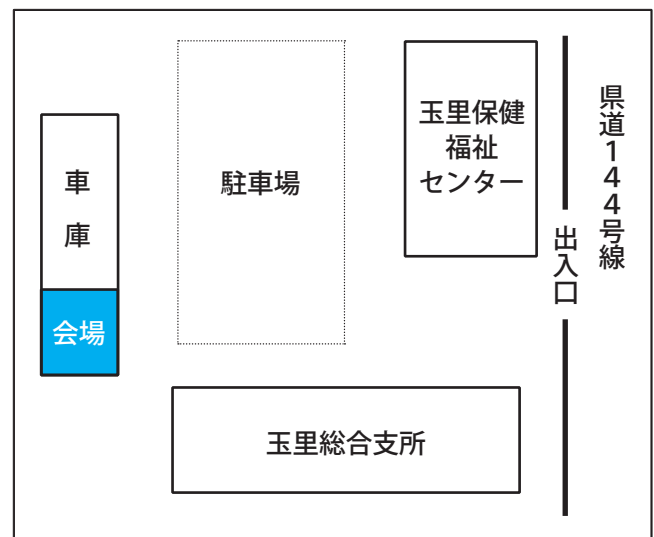 車庫
会場
駐車場
玉里保健
福祉
センター
玉里総合支所
出入口
県道144号線